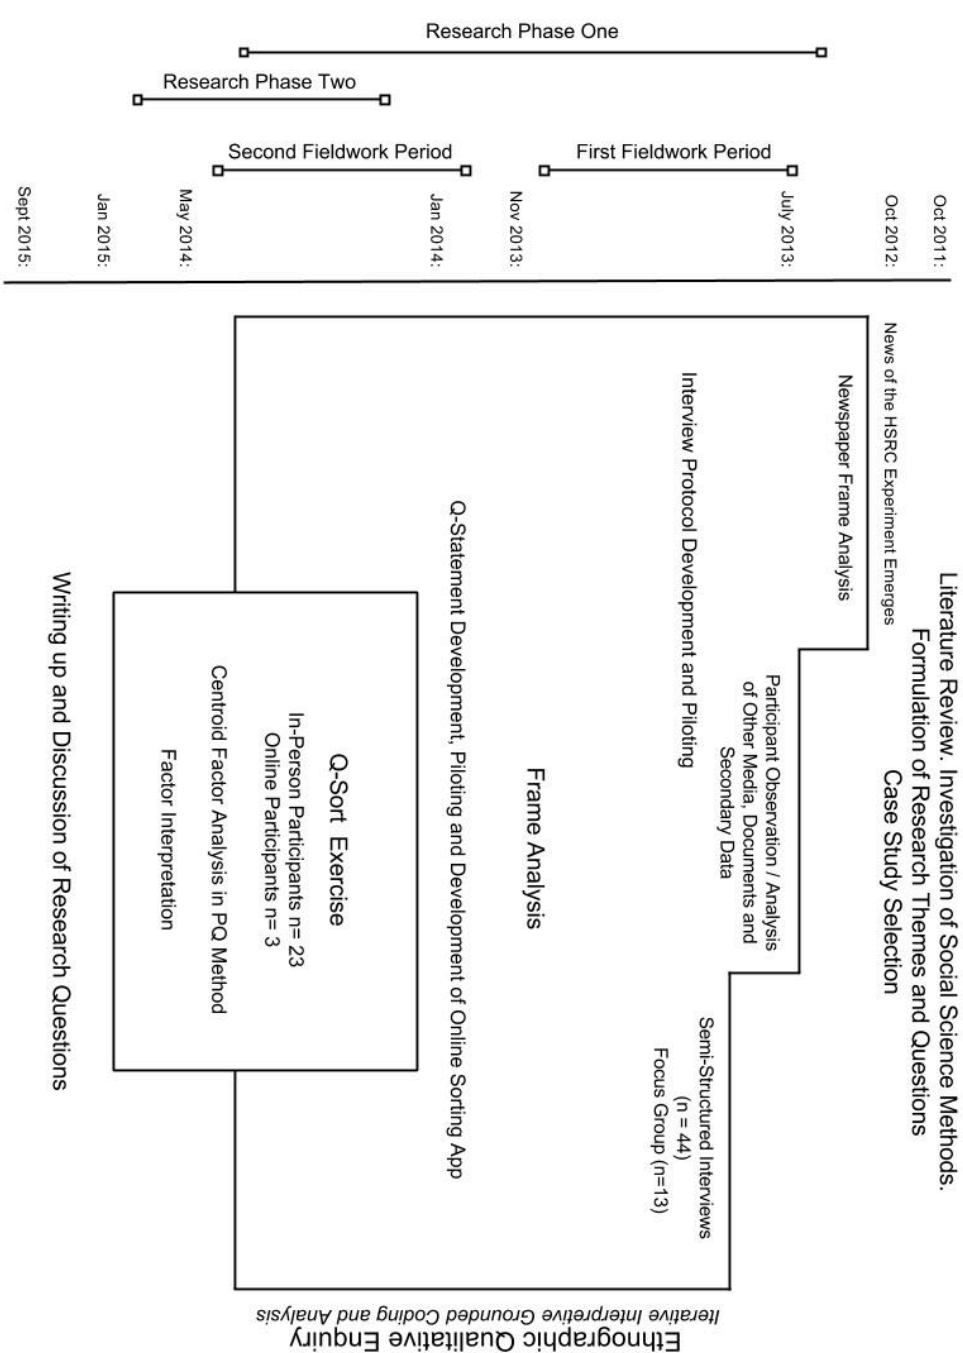 Research Phase One
Research Phase Two
Second Fieldwork Period
First Fieldwork Period
Oct 2011:
Oct 2012:
July 2013:
Nov 2013:
Jan 2014:
May 2014:
Jan 2015:
Sept 2015:
Literature Review. Investigation of Social Science Methods.
Formulation of Research Themes and Questions
Case Study Selection
News of the HSRC Experiment Emerges
Newspaper Frame Analysis
Participant Observation / Analysis
of Other Media, Documents and
Secondary Data
Semi-Structured Interviews
(n = 44)
Focus Group (n=13)
Interview Protocol Development and Piloting
Frame Analysis
Q-Statement Development, Piloting and Development of Online Sorting App
Q-Sort Exercise
In-Person Participants n= 23
Online Participants n= 3
Centroid Factor Analysis in PQ Method
Factor Interpretation
Writing up and Discussion of Research Questions
Ethnographic Qualitative Enquiry
Iterative Interpretive Grounded Coding and Analysis